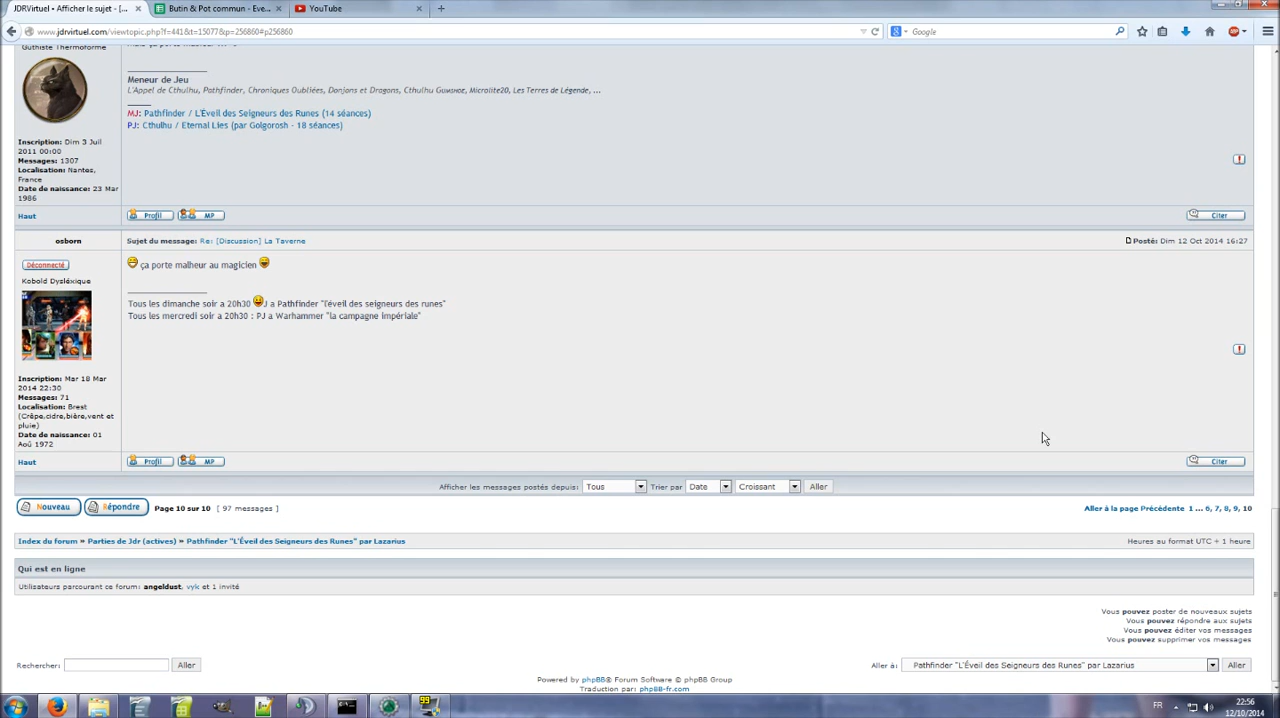 JDRVirtuel • Afficher le sujet - [...
Butin & Pot commun - Eve...
YouTube
www.jdrvirtuel.com/viewtopic.php?f=441&t=15077&p=256860#p256860
Google
Guthiste Thermoforme
Meneur de Jeu
L'Appel de Cthulhu, Pathfinder, Chroniques Oubliées, Donjons et Dragons, Cthulhu Gumshoe, Microlite20, Les Terres de Légende, ...
MJ: Pathfinder / L'Éveil des Seigneurs des Runes (14 séances)
PJ: Cthulhu / Eternal Lies (par Golgorosh - 18 séances)
Inscription: Dim 3 Juil
2011 00:00
Messages: 1307
Localisation: Nantes,
France
Date de naissance: 23 Mar
1986
Haut
Profil
MP
Citer
osborn
Sujet du message: Re: [Discussion] La Taverne
Posté: Dim 12 Oct 2014 16:27
Déconnecté
ça porte malheur au magicien
Kobold Dysléxique
Tous les dimanche soir a 20h30 J a Pathfinder "l'éveil des seigneurs des runes"
Tous les mercredi soir a 20h30 : PJ a Warhammer "la campagne impériale"
Inscription: Mar 18 Mar
2014 22:30
Messages: 71
Localisation: Brest
(Crêpe,cidre,bière,vent et
pluie)
Date de naissance: 01
Aoû 1972
Haut
Profil
MP
Citer
Afficher les messages postés depuis: Tous Trier par Date Croissant Aller
Nouveau
Répondre
Page 10 sur 10 [ 97 messages ]
Aller à la page Précédente 1 ... 6, 7, 8, 9, 10
Index du forum » Parties de Jdr (actives) » Pathfinder "L'Éveil des Seigneurs des Runes" par Lazarius
Heures au format UTC + 1 heure
Qui est en ligne
Utilisateurs parcourant ce forum: angeldust, vyk et 1 invité
Vous pouvez poster de nouveaux sujets
Vous pouvez répondre aux sujets
Vous pouvez éditer vos messages
Vous pouvez supprimer vos messages
Rechercher:
Aller
Aller à: Pathfinder "L'Éveil des Seigneurs des Runes" par Lazarius Aller
Powered by phpBB® Forum Software © phpBB Group
Traduction par: phpBB-fr.com
99
FR
22:56
12/10/2014